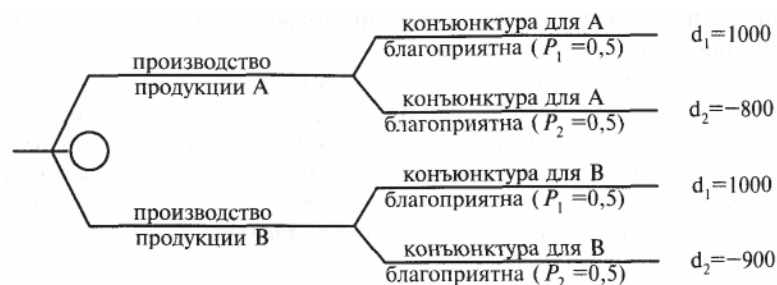 конъюнктура для А
благоприятна ( P₁ =0,5)
d₁=1000
производство
продукции А
конъюнктура для А
благоприятна ( P₂ =0,5)
d₂=−800
конъюнктура для В
благоприятна ( P₁ =0,5)
d₁=1000
производство
продукции В
конъюнктура для В
благоприятна ( P₂ =0,5)
d₂=−900